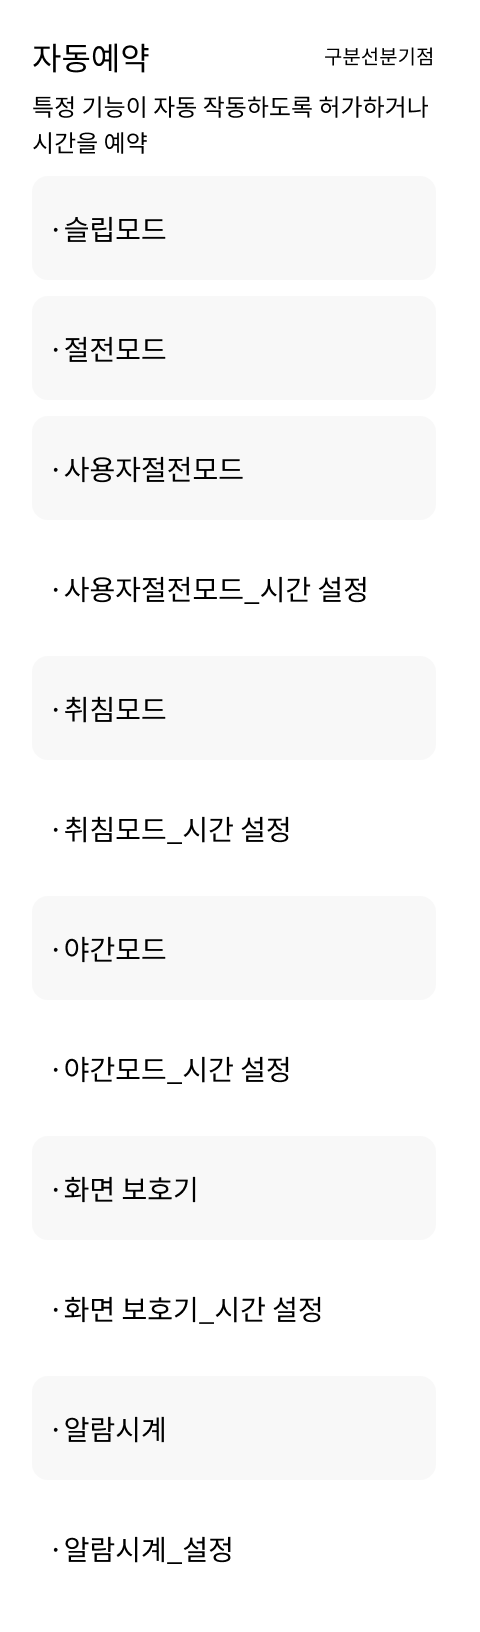 자동예약
구분선분기점
특정 기능이 자동 작동하도록 허가하거나
시간을 예약
· 슬립모드
· 절전모드
· 사용자절전모드
· 사용자절전모드_시간 설정
· 취침모드
· 취침모드_시간 설정
· 야간모드
· 야간모드_시간 설정
· 화면 보호기
· 화면 보호기_시간 설정
· 알람시계
· 알람시계_설정